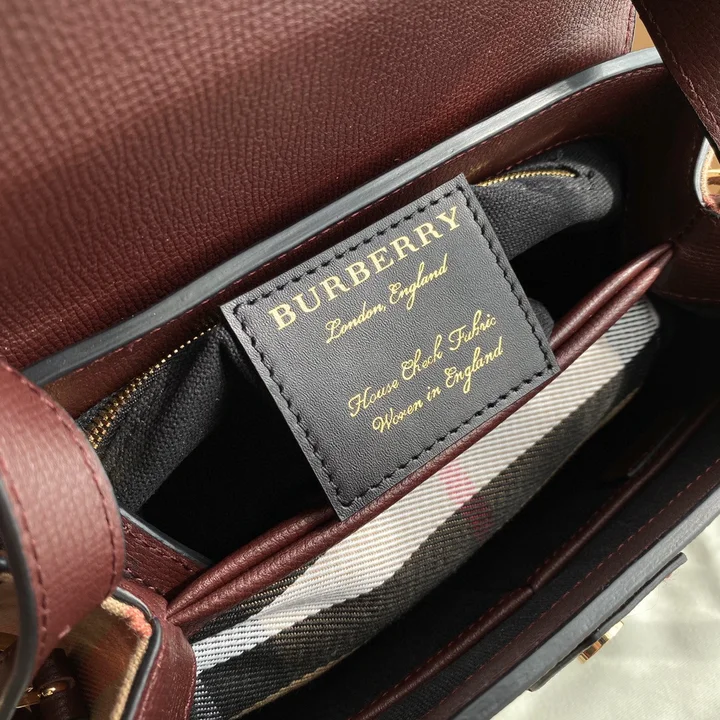 BURBERRY
London, England
House Check Fabric
Woven in England